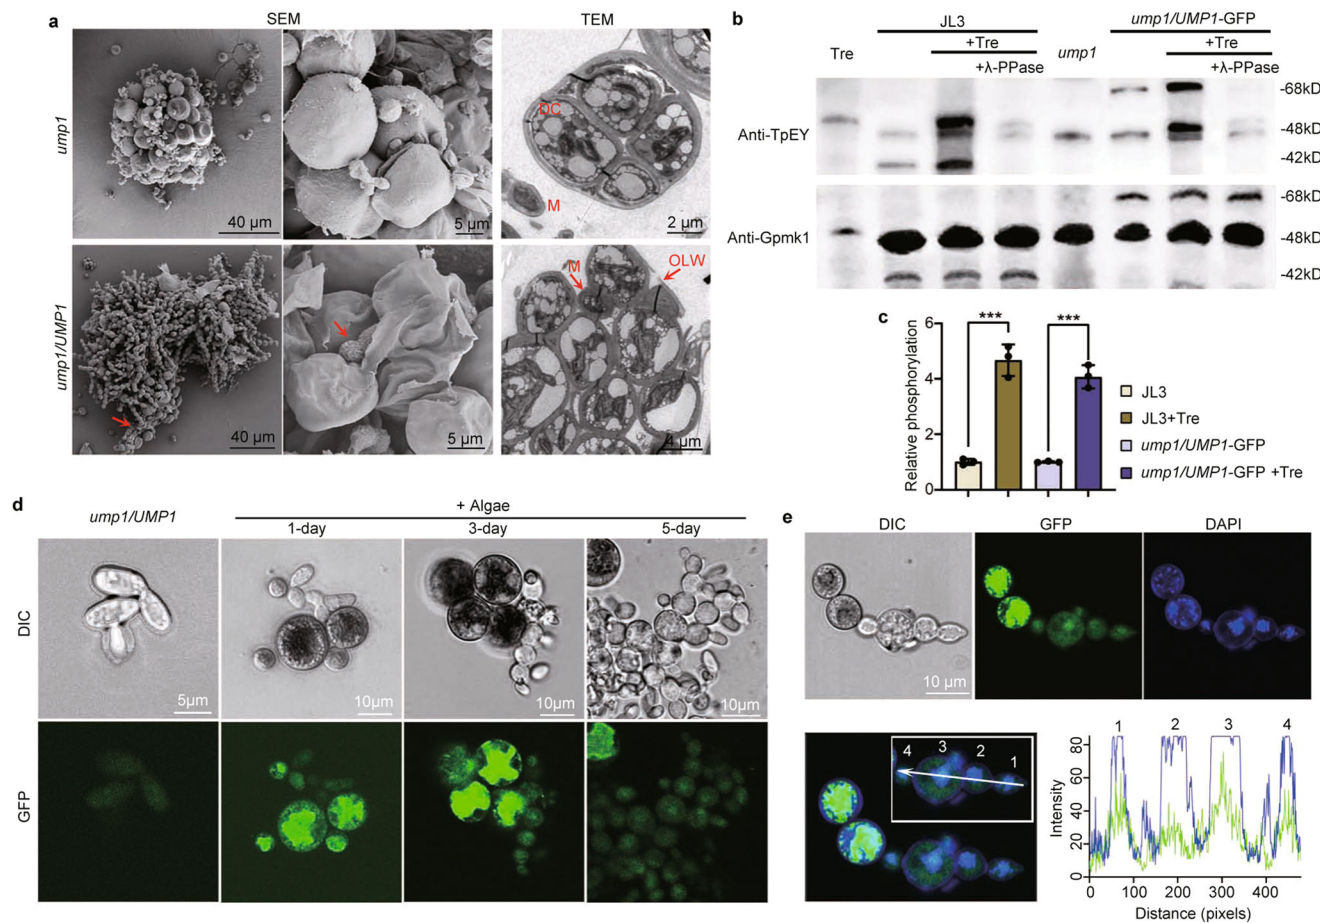 a
SEM
TEM
ump1
DC
M
40 µm
5 µm
2 µm
ump1/UMP1
M
OLW
40 µm
5 µm
4 µm
b
JL3
ump1/UMP1-GFP
Tre
+Tre
ump1
+Tre
+λ-PPase
+λ-PPase
Anti-TpEY
-68kD
-48kD
-42kD
Anti-Gpmk1
-68kD
-48kD
-42kD
c
Relative phosphorylation
6
4
2
0
***
***
JL3
JL3+Tre
ump1/UMP1-GFP
ump1/UMP1-GFP +Tre
d
ump1/UMP1
+ Algae
1-day
3-day
5-day
DIC
5µm
10µm
10µm
10µm
GFP
e
DIC
GFP
DAPI
10 µm
4
3
2
1
1 2 3 4
Intensity
80
60
40
20
0
0 100 200 300 400
Distance (pixels)